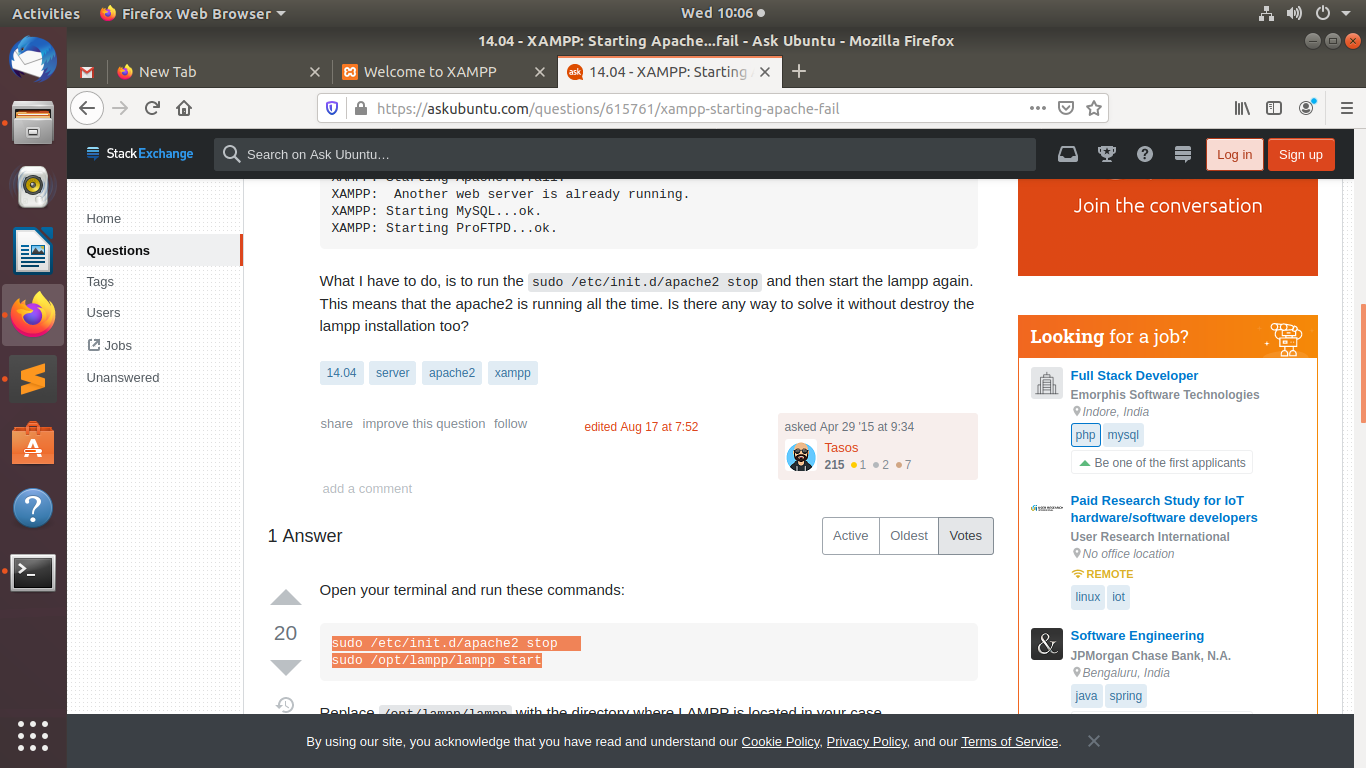 Activities Firefox Web Browser Wed 10:06
14.04 - XAMPP: Starting Apache...fail - Ask Ubuntu - Mozilla Firefox
New Tab Welcome to XAMPP ask 14.04 - XAMPP: Starting
https://askubuntu.com/questions/615761/xampp-starting-apache-fail
StackExchange Search on Ask Ubuntu… Log in Sign up
Home
Questions
Tags
Users
Jobs
Unanswered
XAMPP: Starting Apache...fail.
XAMPP:  Another web server is already running.
XAMPP: Starting MySQL...ok.
XAMPP: Starting ProFTPD...ok.
What I have to do, is to run the sudo /etc/init.d/apache2 stop and then start the lampp again.
This means that the apache2 is running all the time. Is there any way to solve it without destroy the
lampp installation too?
14.04 server apache2 xampp
share improve this question follow
edited Aug 17 at 7:52
asked Apr 29 '15 at 9:34
Tasos
215 1 2 7
add a comment
1 Answer
Active Oldest Votes
20
Open your terminal and run these commands:
sudo /etc/init.d/apache2 stop
sudo /opt/lampp/lampp start
Replace /opt/lampp/lampp with the directory where LAMPP is located in your case.
Join the conversation
Looking for a job?
Full Stack Developer
Emorphis Software Technologies
Indore, India
php mysql
Be one of the first applicants
Paid Research Study for IoT
hardware/software developers
User Research International
No office location
REMOTE
linux iot
&
Software Engineering
JPMorgan Chase Bank, N.A.
Bengaluru, India
java spring
By using our site, you acknowledge that you have read and understand our Cookie Policy, Privacy Policy, and our Terms of Service.